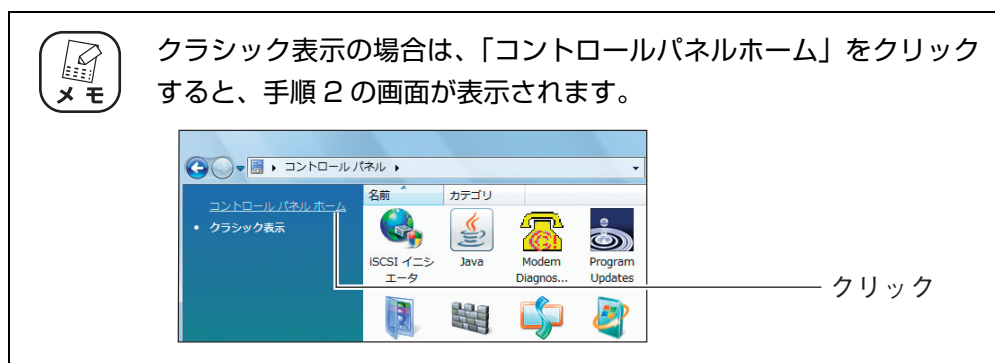 クラシック表示の場合は、「コントロールパネルホーム」をクリック
すると、手順 2 の画面が表示されます。
メモ
コントロール パネル
名前 カテゴリ
コントロール パネル ホーム
クラシック表示
iSCSI イニシ
エータ
Java
Modem
Diagnos...
Program
Updates
クリック